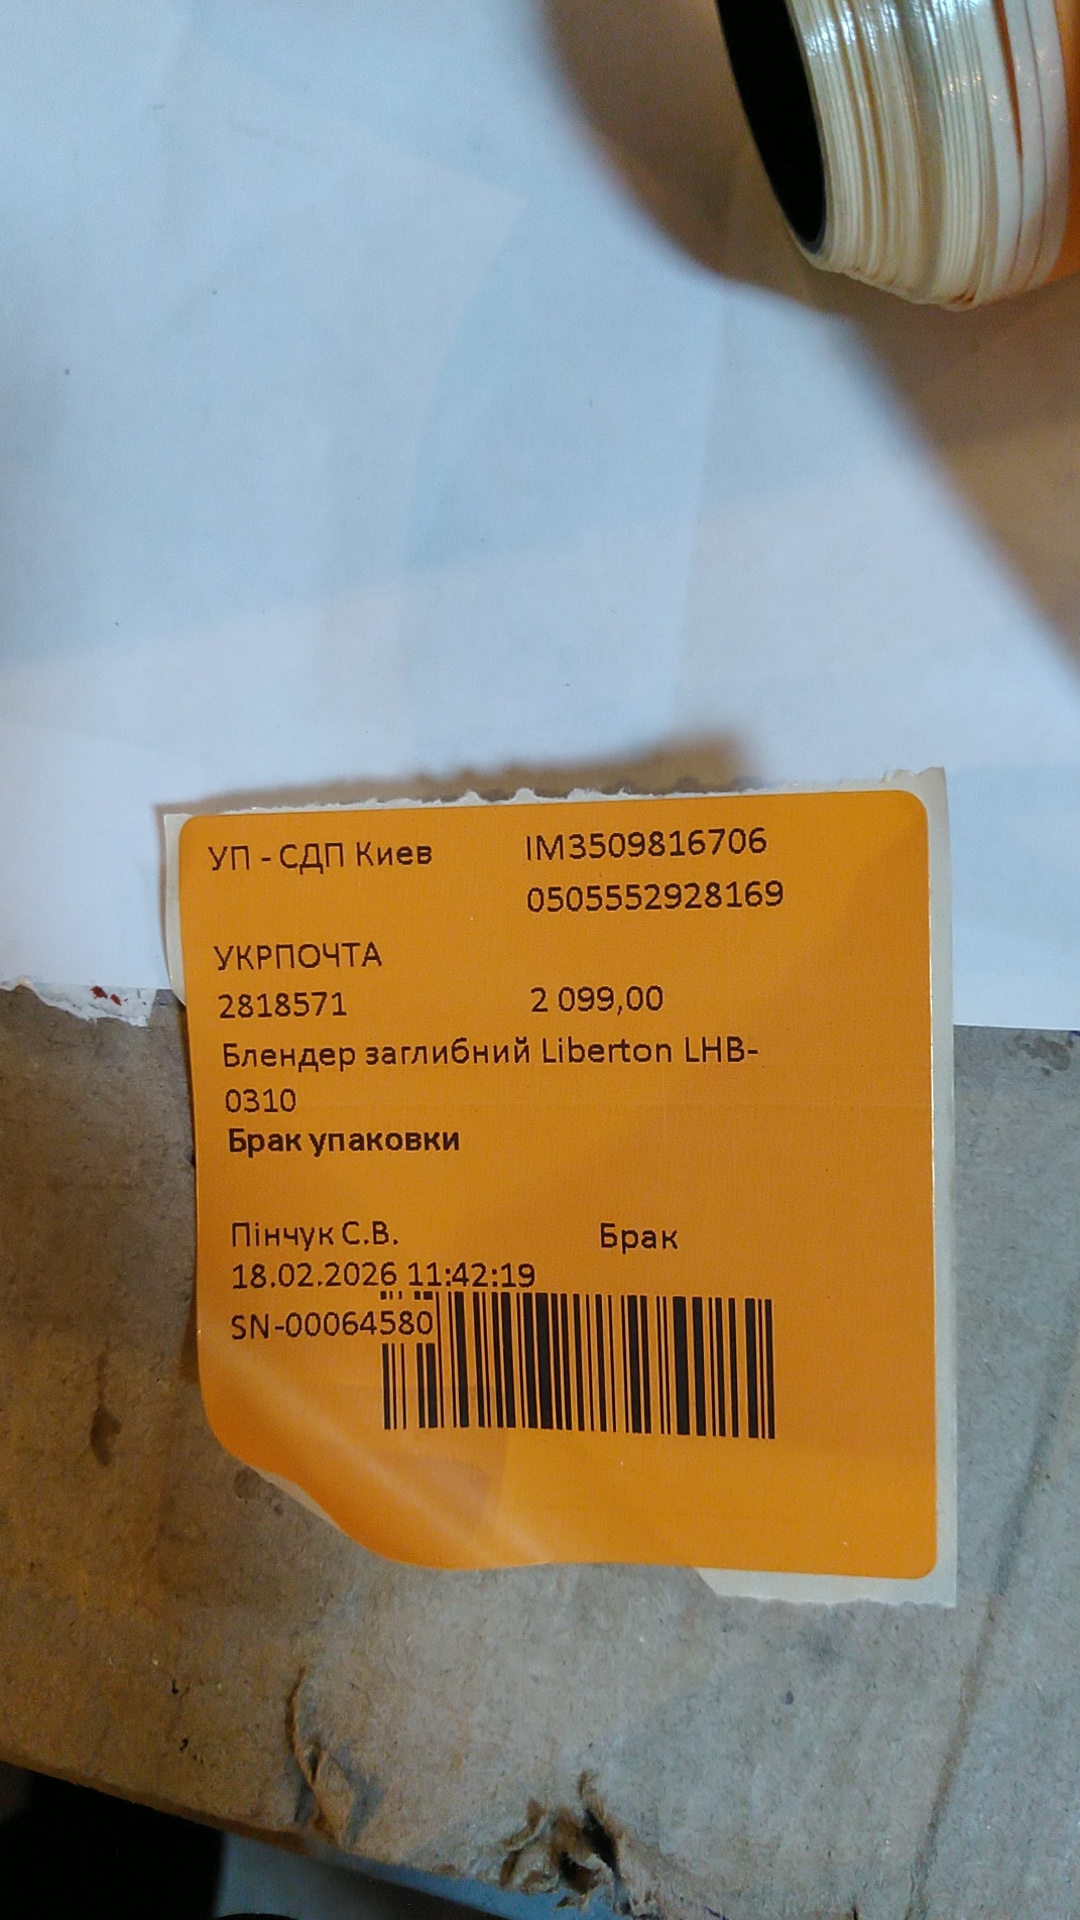 УП - СДП Киев IM3509816706
0505552928169
УКРПОЧТА
2818571 2 099,00
Блендер заглибний Liberton LHB-
0310
Брак упаковки
Пінчук С.В. Брак
18.02.2026 11:42:19
SN-00064580